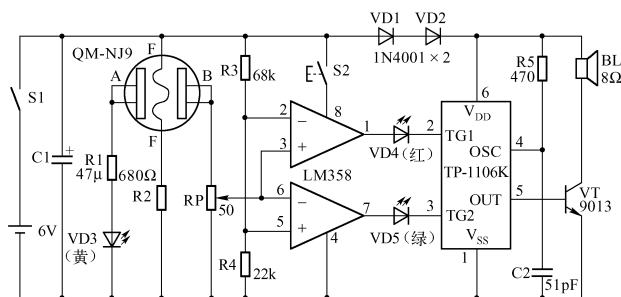 VD1 VD2
1N4001×2
QM-NJ9
F
A
B
F
S1
C1
+
R1
47μ
680Ω
R2
RP
50
6V
VD3
(黄)
R3
68k
S2
8
2
−
3
+
1
LM358
6
−
5
+
7
4
R4
22k
VD4(红)
VD5(绿)
2
3
6
VDD
TG1
OSC
TP-1106K
OUT
TG2
VSS
1
4
5
R5
470
BL
8Ω
VT
9013
C2
51pF